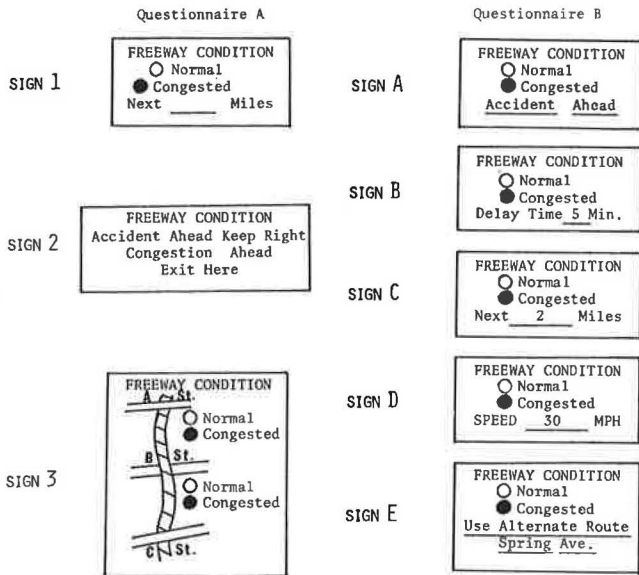 Questionnaire A
SIGN 1
FREEWAY CONDITION
Normal
Congested
Next ____ Miles
SIGN 2
FREEWAY CONDITION
Accident Ahead Keep Right
Congestion Ahead
Exit Here
SIGN 3
FREEWAY CONDITION
A St.
Normal
Congested
B St.
Normal
Congested
C St.
Questionnaire B
SIGN A
FREEWAY CONDITION
Normal
Congested
Accident Ahead
SIGN B
FREEWAY CONDITION
Normal
Congested
Delay Time 5 Min.
SIGN C
FREEWAY CONDITION
Normal
Congested
Next 2 Miles
SIGN D
FREEWAY CONDITION
Normal
Congested
SPEED 30 MPH
SIGN E
FREEWAY CONDITION
Normal
Congested
Use Alternate Route
Spring Ave.